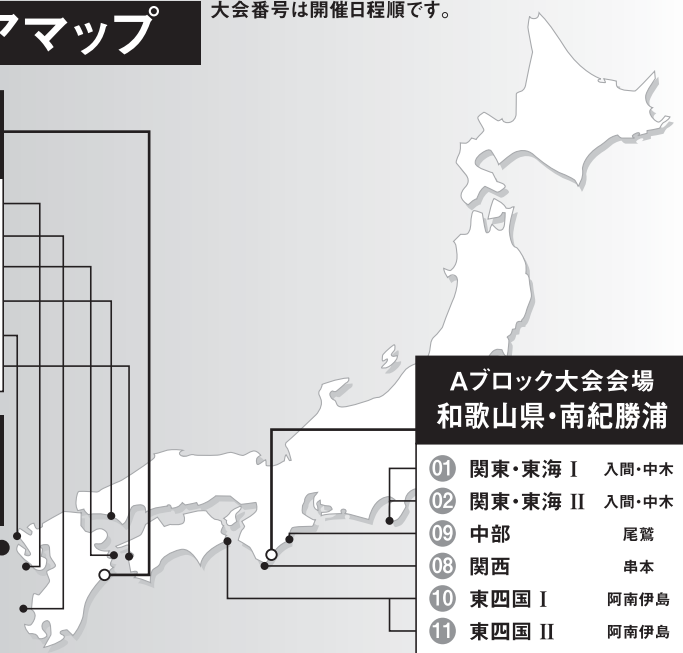 アマップ
大会番号は開催日程順です。
Aブロック大会会場
和歌山県・南紀勝浦
01 関東・東海 I 入間・中木
02 関東・東海 II 入間・中木
09 中部 尾鷲
08 関西 串本
10 東四国 I 阿南伊島
11 東四国 II 阿南伊島